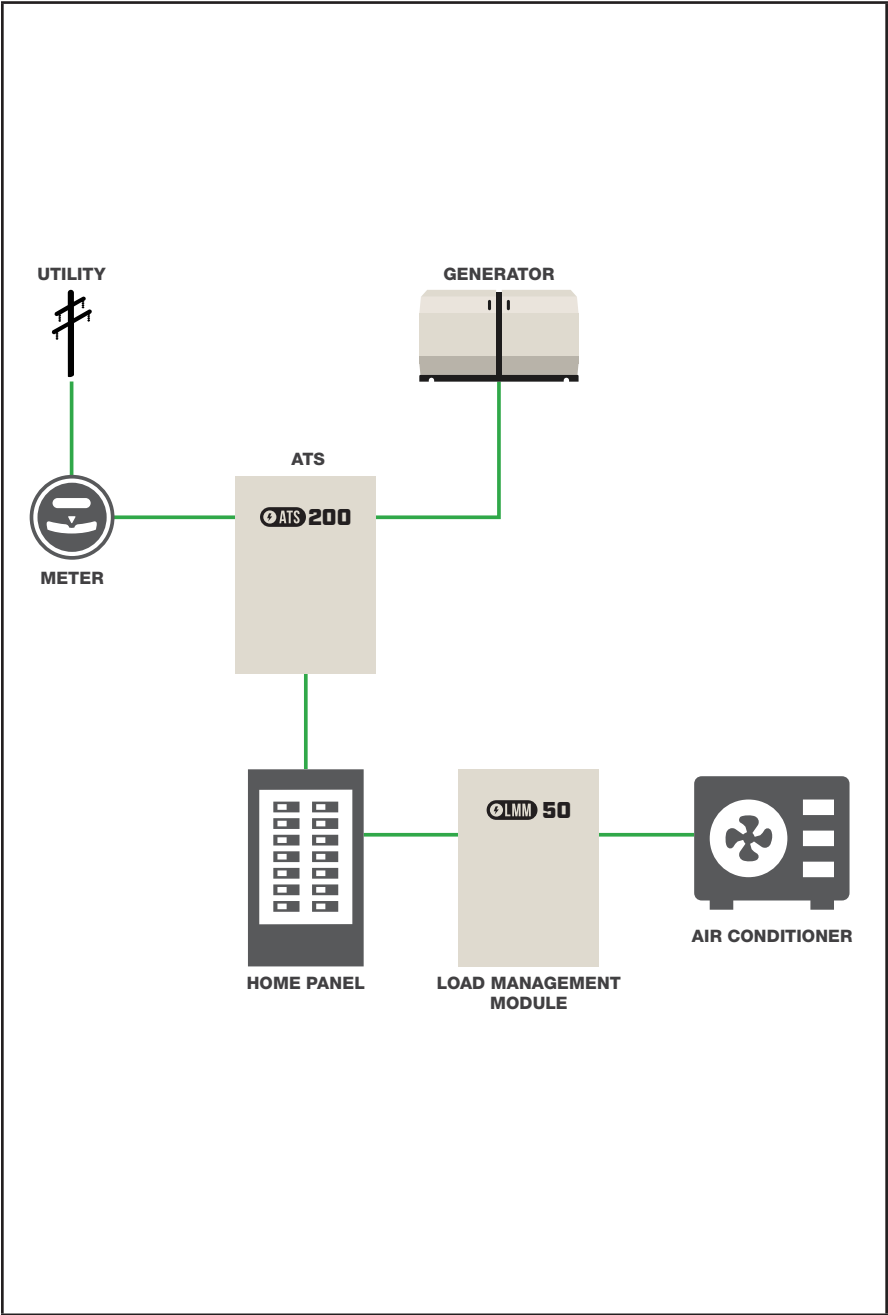 UTILITY
GENERATOR
ATS
ATS 200
METER
LMM 50
AIR CONDITIONER
HOME PANEL
LOAD MANAGEMENT
MODULE